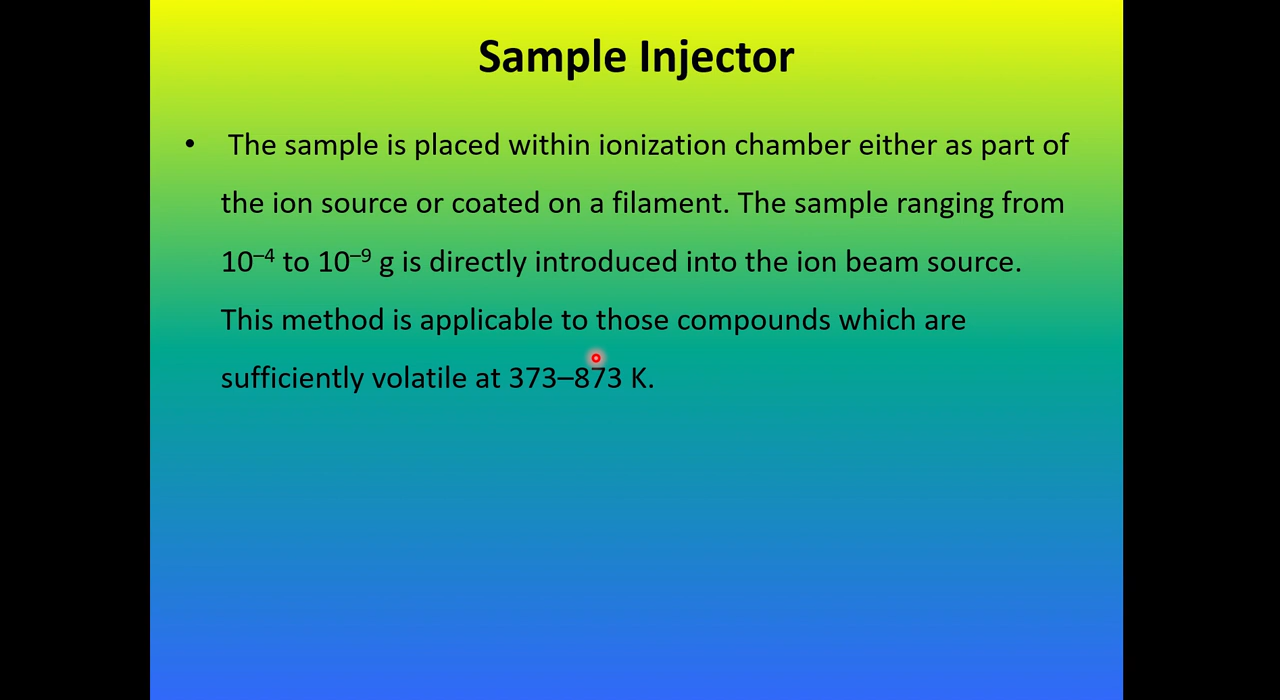 Sample Injector
• The sample is placed within ionization chamber either as part of
the ion source or coated on a filament. The sample ranging from
10⁻⁴ to 10⁻⁹ g is directly introduced into the ion beam source.
This method is applicable to those compounds which are
sufficiently volatile at 373–873 K.